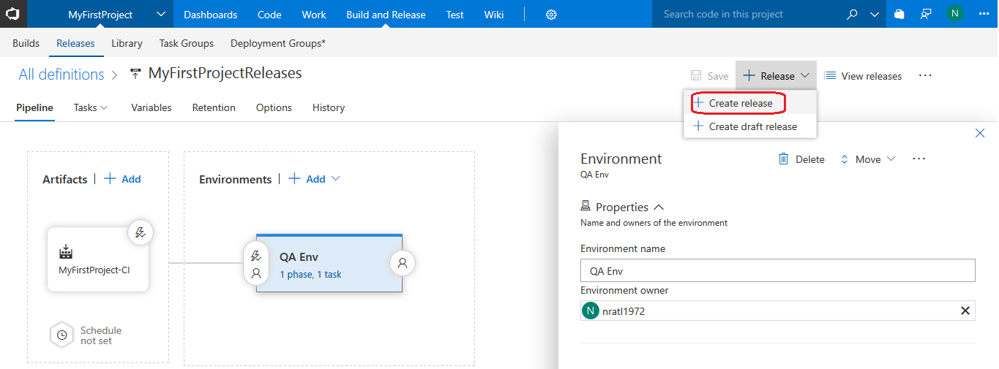 MyFirstProject Dashboards Code Work Build and Release Test Wiki Search code in this project N
Builds Releases Library Task Groups Deployment Groups*
All definitions > MyFirstProjectReleases Save Release View releases ...
Create release
Create draft release
Pipeline Tasks Variables Retention Options History
Environment Delete Move ...
QA Env
Artifacts | + Add Environments | + Add
Properties
Name and owners of the environment
MyFirstProject-CI
QA Env
1 phase, 1 task
Environment name
QA Env
Environment owner
N nratl1972
Schedule
not set